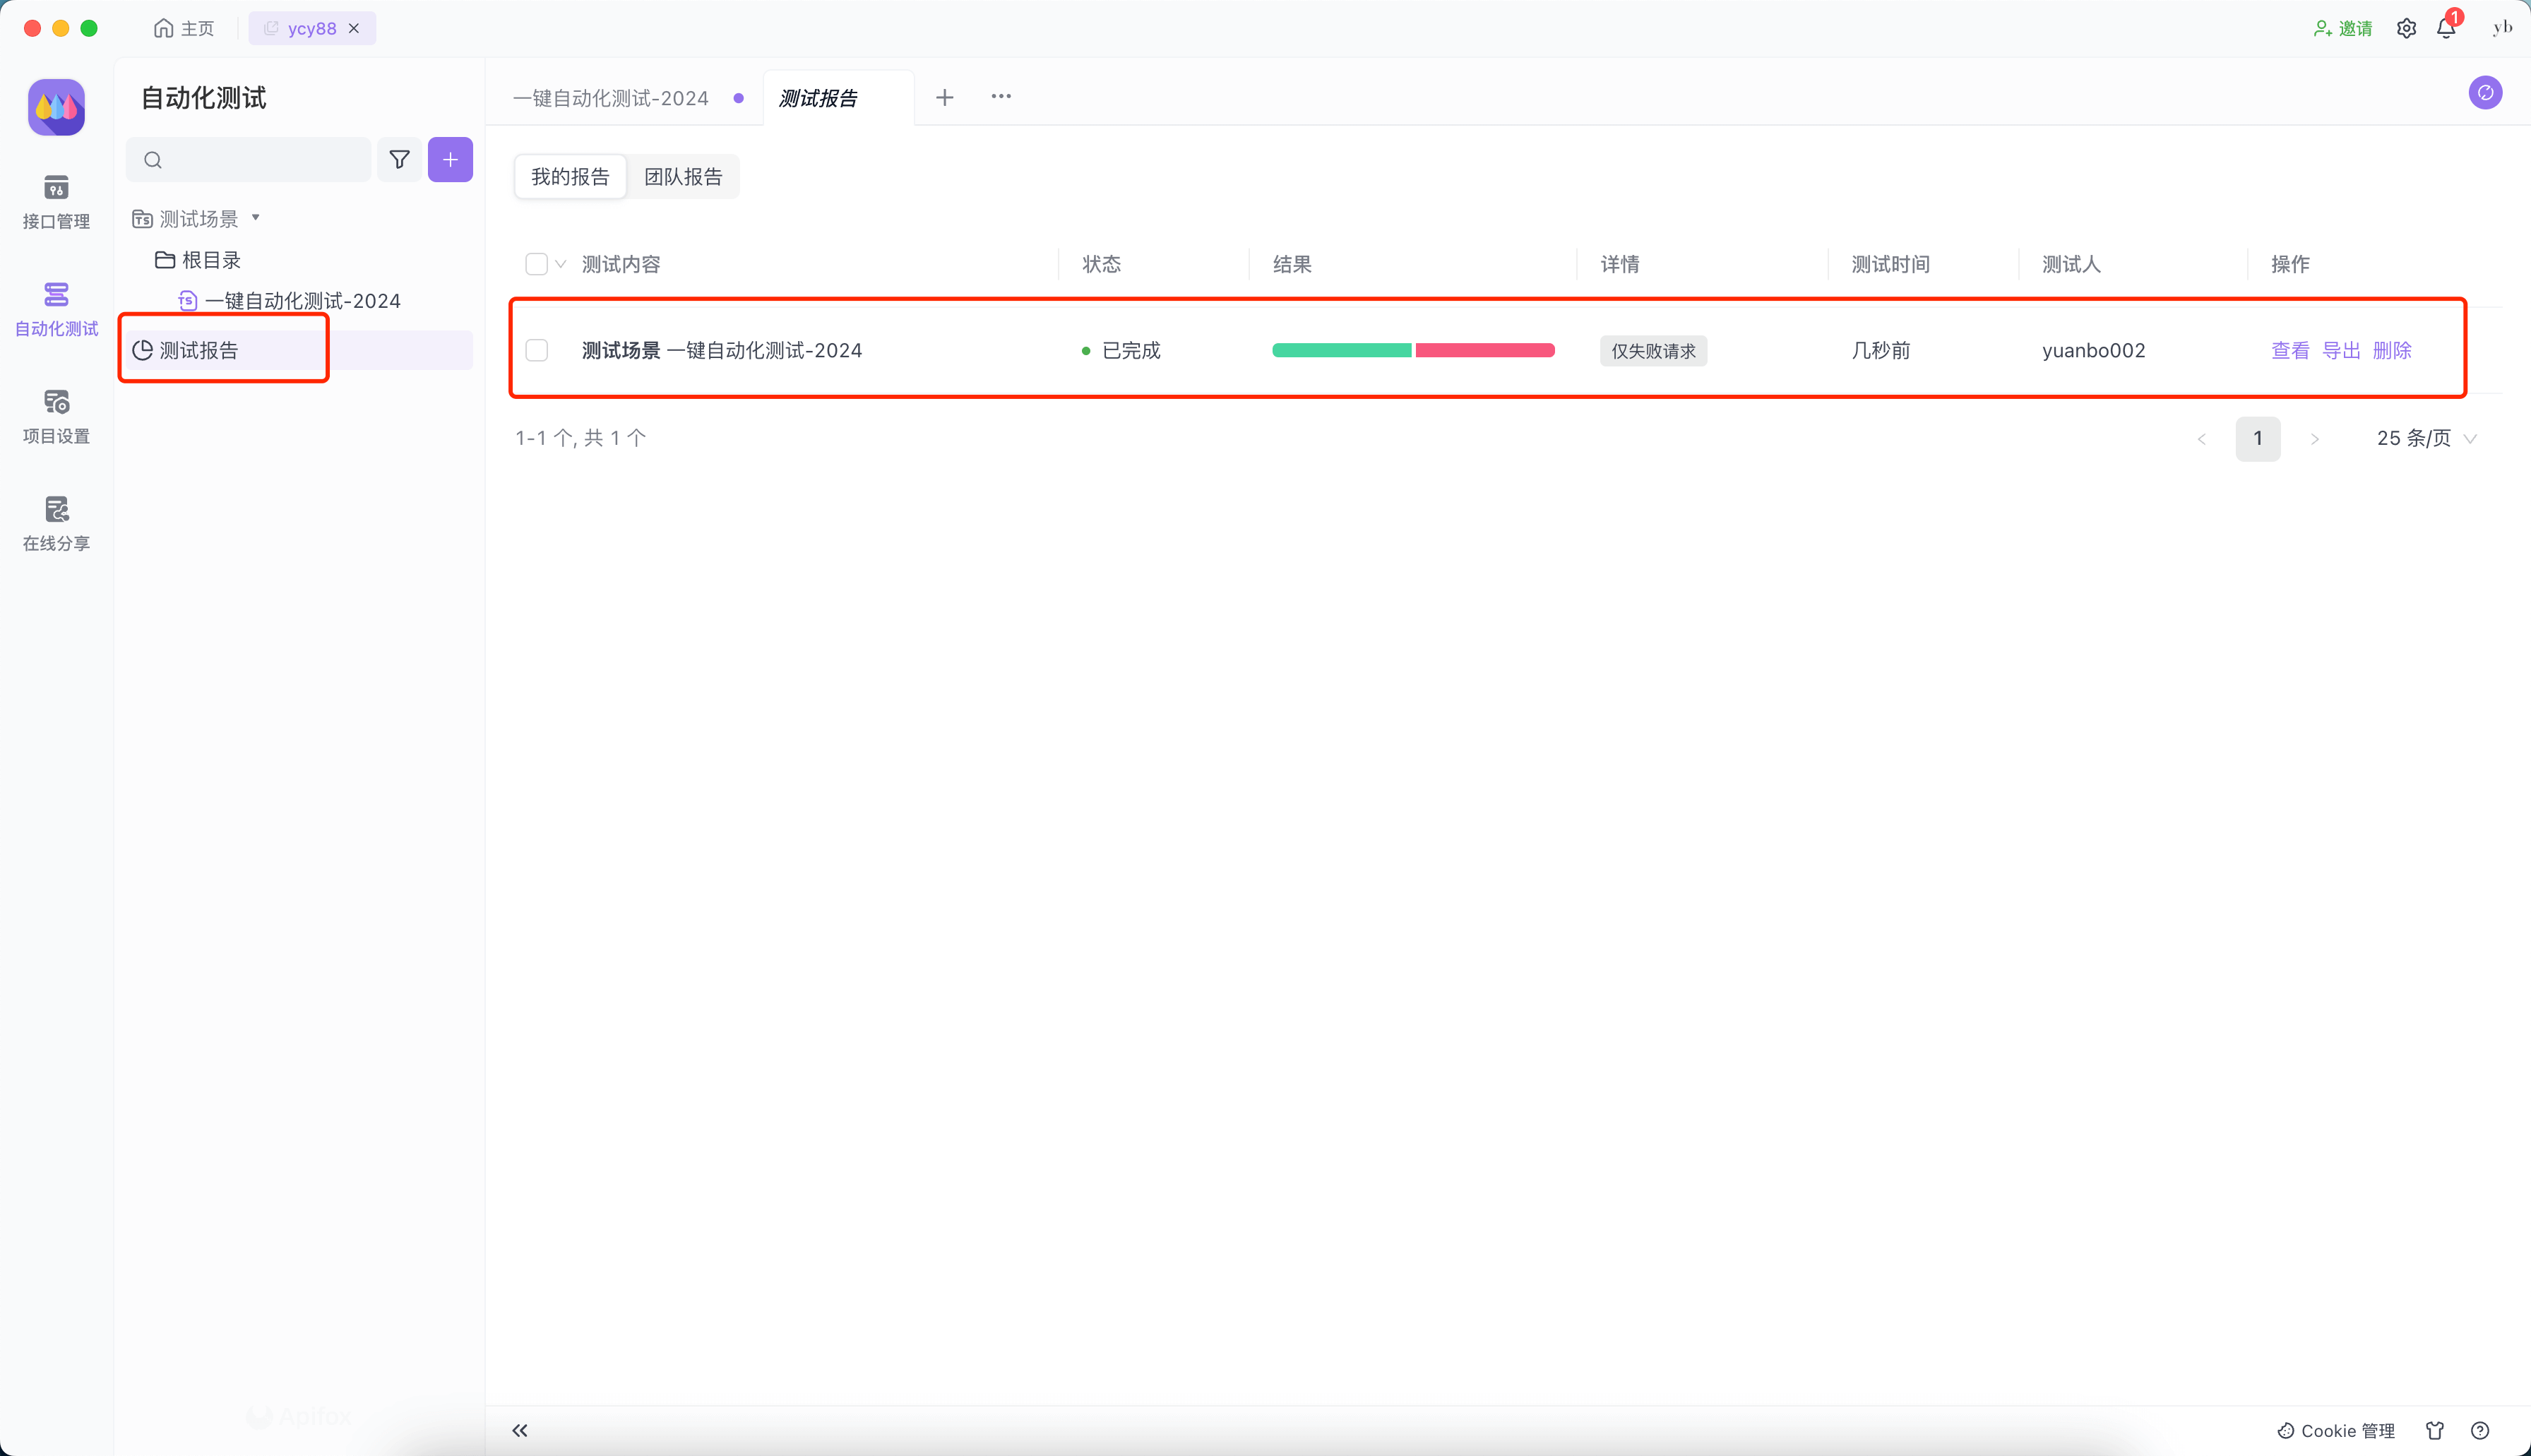 主页
ycy88
邀请
1
yb
自动化测试
一键自动化测试-2024
测试报告
接口管理
自动化测试
项目设置
在线分享
测试场景
根目录
TS 一键自动化测试-2024
测试报告
我的报告 团队报告
测试内容 状态 结果 详情 测试时间 测试人 操作
测试场景 一键自动化测试-2024 已完成 仅失败请求 几秒前 yuanbo002 查看 导出 删除
1-1 个, 共 1 个
1
25 条/页
Apifox
Cookie 管理